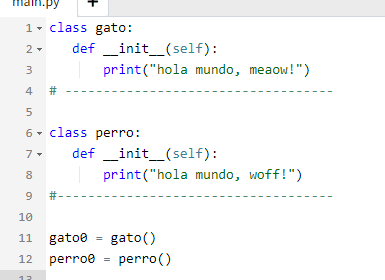 main.py +
1 class gato:
2 def __init__(self):
3 print("hola mundo, meaow!")
4 # ----------------------------------
5
6 class perro:
7 def __init__(self):
8 print("hola mundo, woff!")
9 #-----------------------------------
10
11 gato0 = gato()
12 perro0 = perro()
13